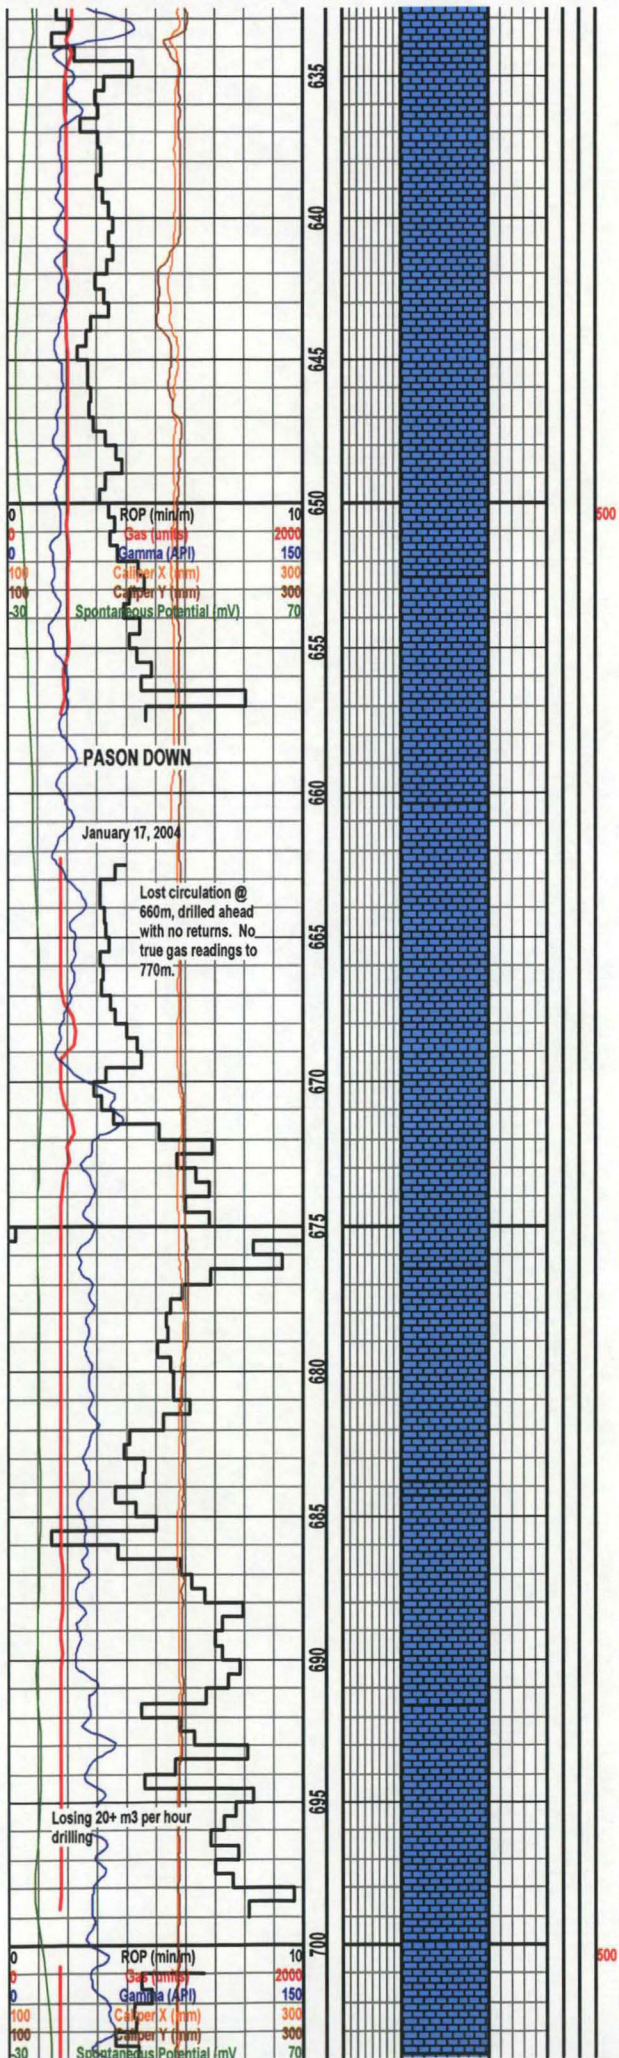 635
640
645
650
0 ROP (min/m) 10
0 Gas (units) 2000
0 Gamma (API) 150
100 Caliper X (mm) 300
100 Caliper Y (mm) 300
-30 Spontaneous Potential (mV) 70
500
655
PASON DOWN
660
January 17, 2004
Lost circulation @
660m, drilled ahead
with no returns. No
true gas readings to
770m.
665
670
675
680
685
690
695
Losing 20+ m3 per hour
drilling
700
0 ROP (min/m) 10
0 Gas (units) 2000
0 Gamma (API) 150
100 Caliper X (mm) 300
100 Caliper Y (mm) 300
-30 Spontaneous Potential (mV 70
500